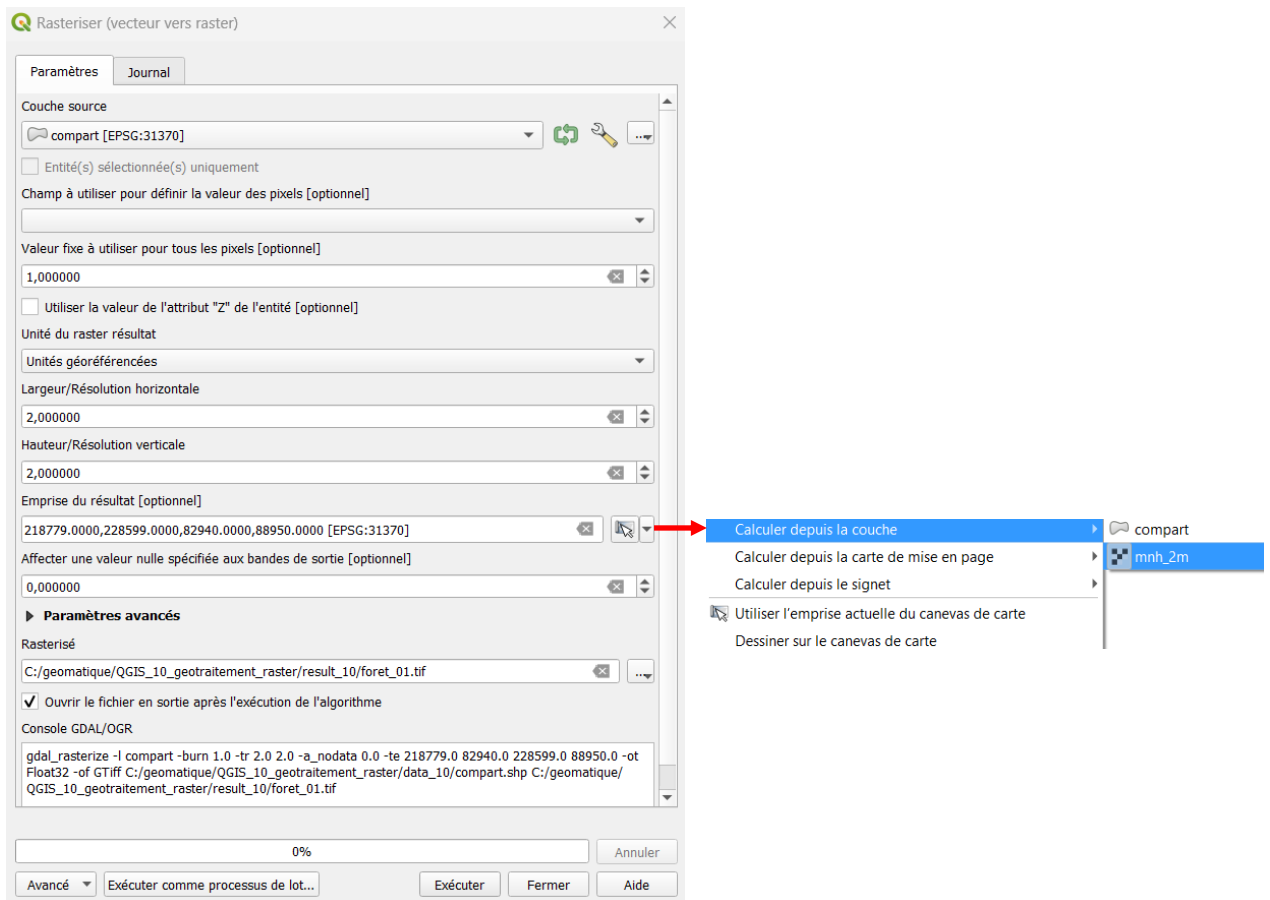 Rasteriser (vecteur vers raster)
Paramètres
Journal
Couche source
compart [EPSG:31370]
...
Entité(s) sélectionnée(s) uniquement
Champ à utiliser pour définir la valeur des pixels [optionnel]
Valeur fixe à utiliser pour tous les pixels [optionnel]
1,000000
Utiliser la valeur de l'attribut "Z" de l'entité [optionnel]
Unité du raster résultat
Unités géoréférencées
Largeur/Résolution horizontale
2,000000
Hauteur/Résolution verticale
2,000000
Emprise du résultat [optionnel]
218779.0000,228599.0000,82940.0000,88950.0000 [EPSG:31370]
Affecter une valeur nulle spécifiée aux bandes de sortie [optionnel]
0,000000
Paramètres avancés
Rasterisé
C:/geomatique/QGIS_10_geotraitement_raster/result_10/foret_01.tif
...
Ouvrir le fichier en sortie après l'exécution de l'algorithme
Console GDAL/OGR
gdal_rasterize -l compart -burn 1.0 -tr 2.0 2.0 -a_nodata 0.0 -te 218779.0 82940.0 228599.0 88950.0 -ot
Float32 -of GTiff C:/geomatique/QGIS_10_geotraitement_raster/data_10/compart.shp C:/geomatique/
QGIS_10_geotraitement_raster/result_10/foret_01.tif
0%
Annuler
Avancé
Exécuter comme processus de lot...
Exécuter
Fermer
Aide
Calculer depuis la couche
Calculer depuis la carte de mise en page
Calculer depuis le signet
Utiliser l'emprise actuelle du canevas de carte
Dessiner sur le canevas de carte
compart
mnh_2m